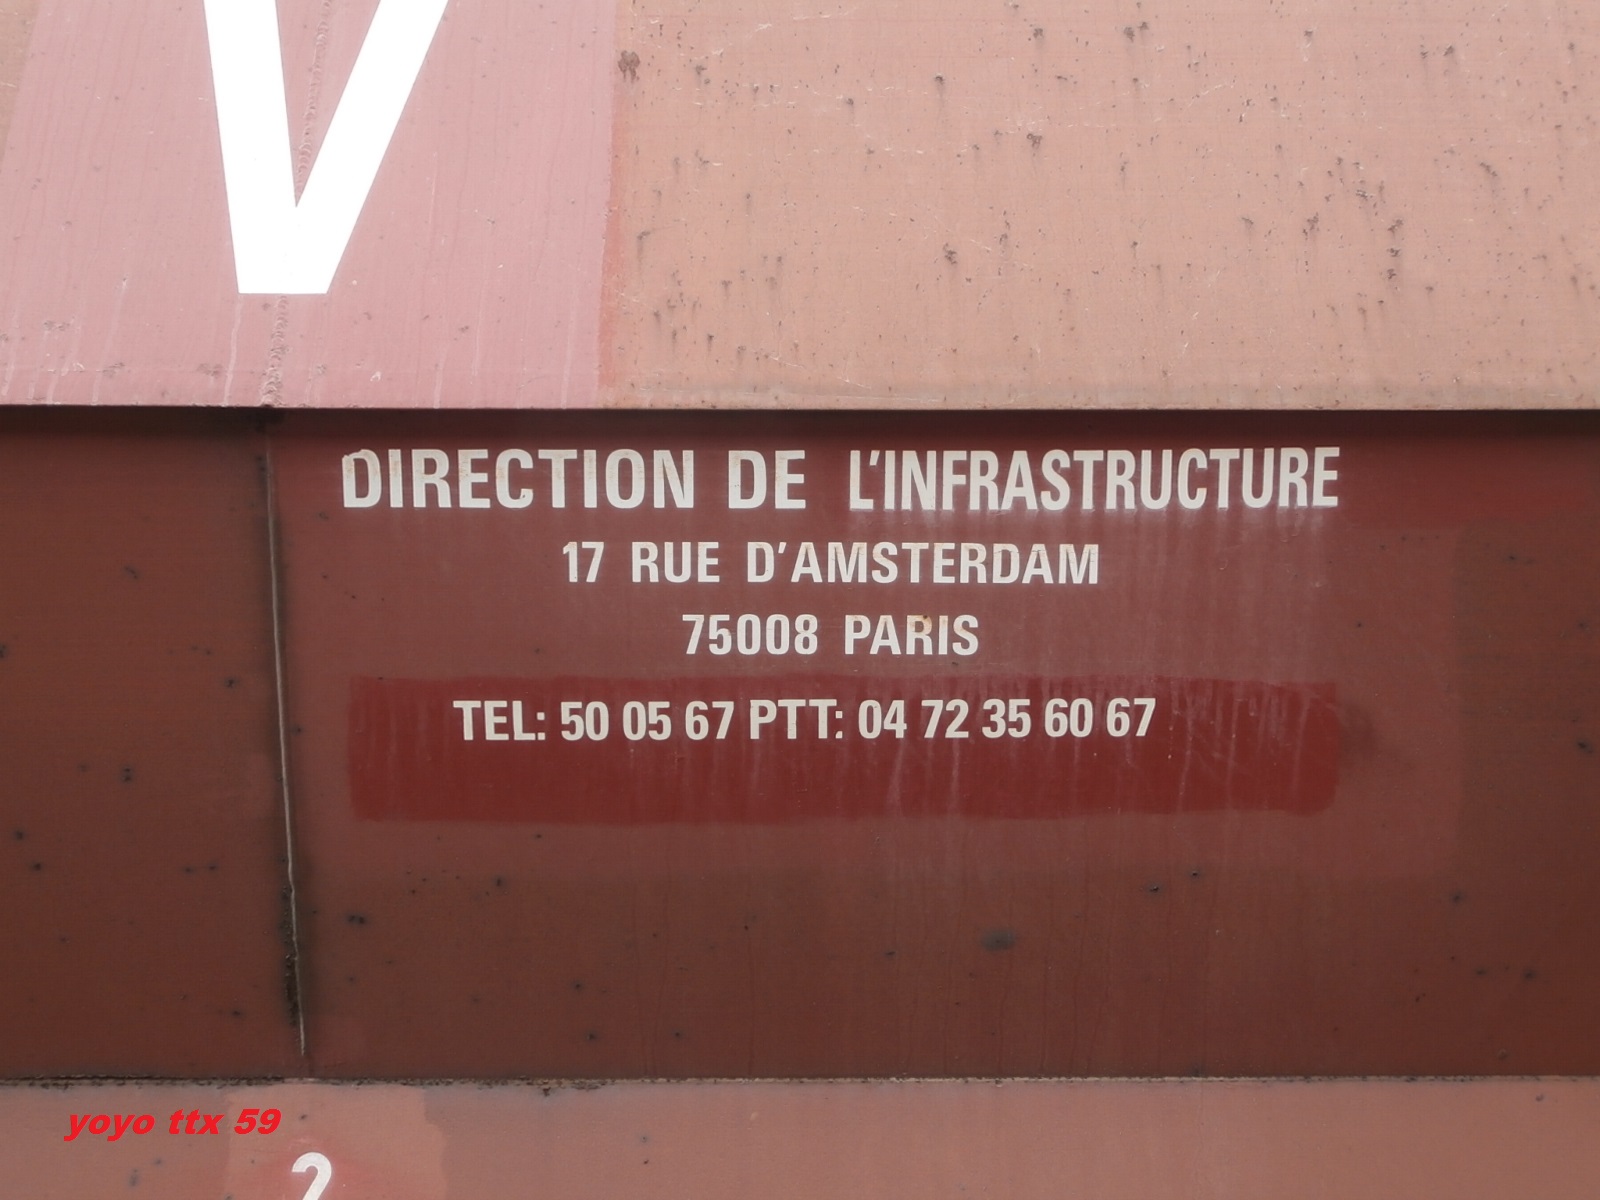 V
DIRECTION DE L'INFRASTRUCTURE
17 RUE D'AMSTERDAM
75008 PARIS
TEL: 50 05 67 PTT: 04 72 35 60 67
yoyo ttx 59
2